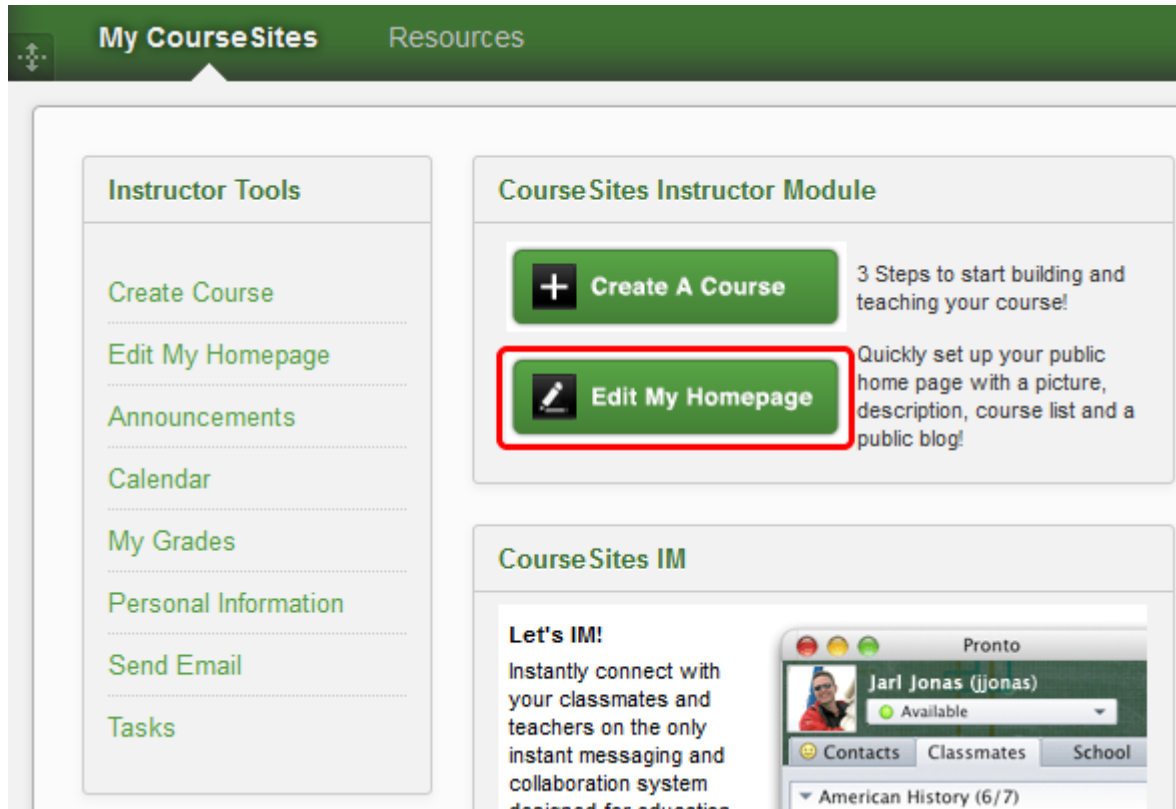 My CourseSites
Resources
Instructor Tools
Create Course
Edit My Homepage
Announcements
Calendar
My Grades
Personal Information
Send Email
Tasks
CourseSites Instructor Module
Create A Course
3 Steps to start building and
teaching your course!
Edit My Homepage
Quickly set up your public
home page with a picture,
description, course list and a
public blog!
CourseSites IM
Let's IM!
Instantly connect with
your classmates and
teachers on the only
instant messaging and
collaboration system
designed for education
Pronto
Jarl Jonas (jjonas)
Available
Contacts
Classmates
School
American History (6/7)